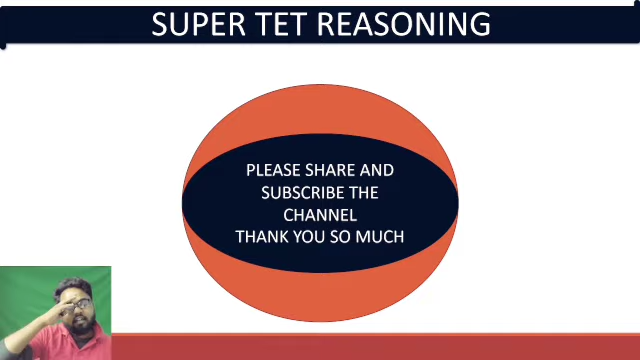 SUPER TET REASONING
PLEASE SHARE AND
SUBSCRIBE THE
CHANNEL
THANK YOU SO MUCH